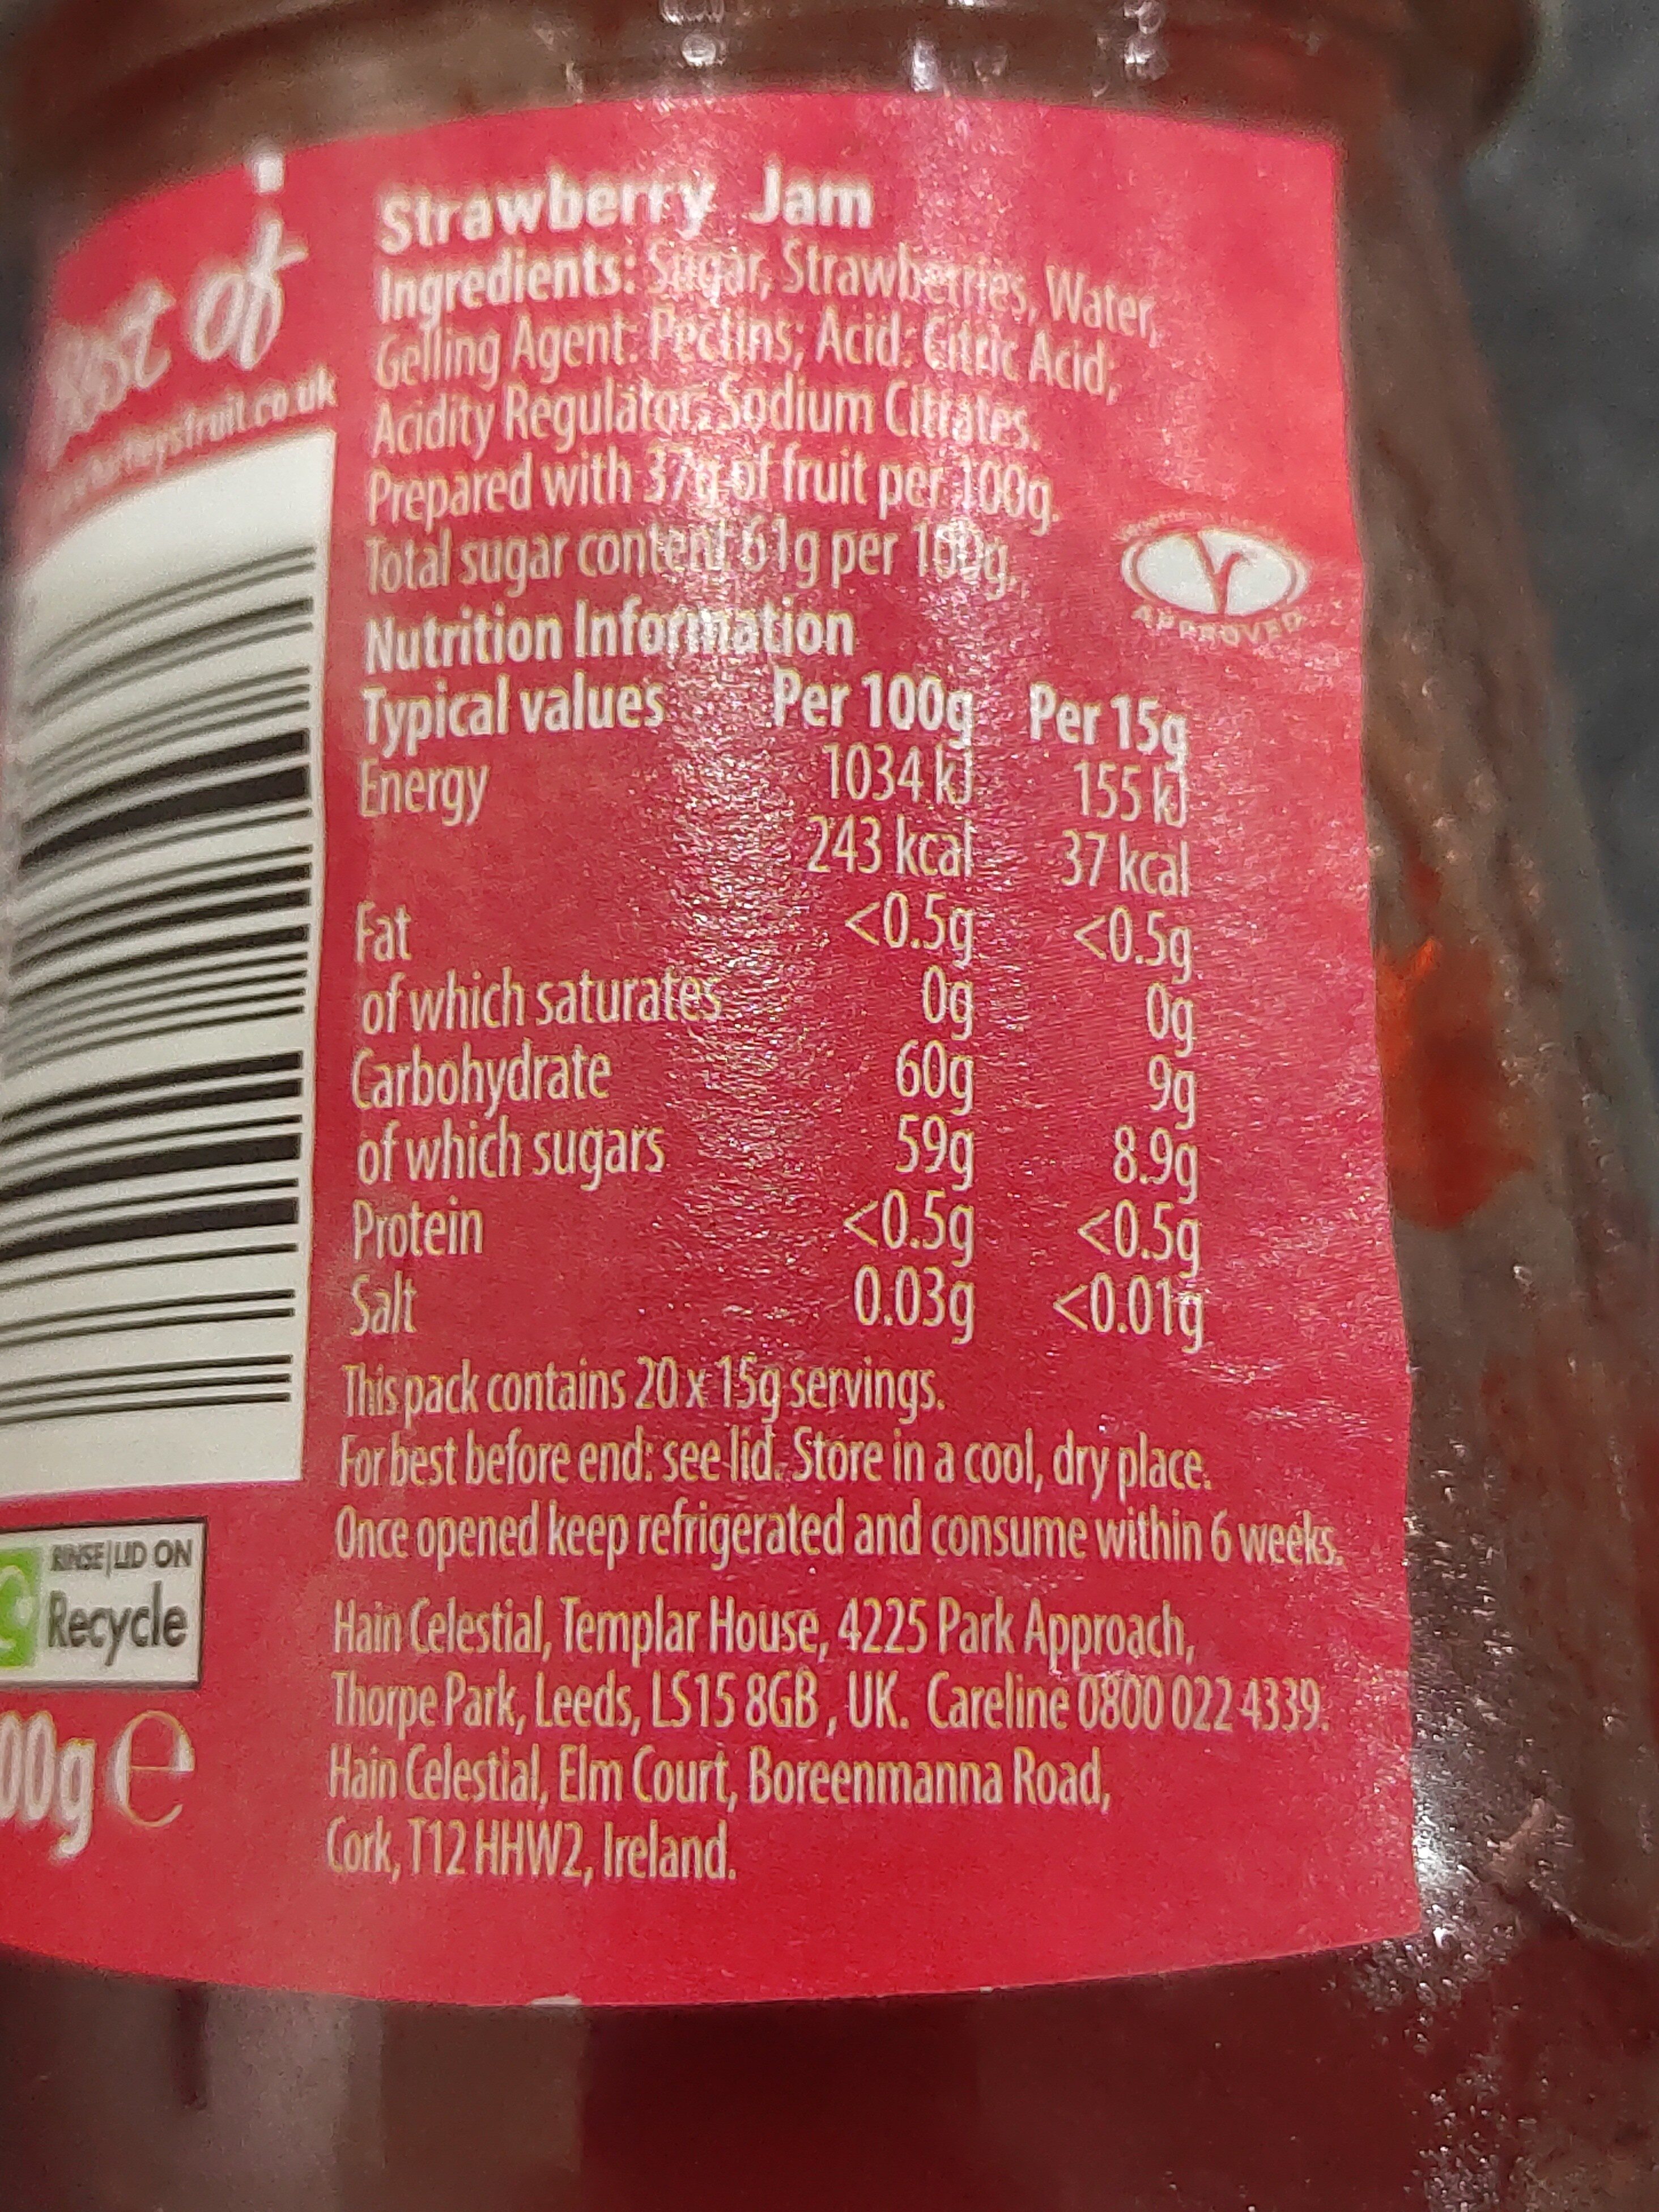 of
Strawberry Jam
Ingredients: Sugar, Strawberries, Water,
Gelling Agent: Pectins; Acid: Citric Acid;
Acidity Regulator: Sodium Citrates.
Prepared with 37g of fruit per 100g.
Total sugar content 61g per 100g.
Nutrition Information
Typical values Per 100g Per 15g
Energy 1034 kJ 155 kJ
243 kcal 37 kcal
Fat <0.5g <0.5g
of which saturates 0g 0g
Carbohydrate 60g 9g
of which sugars 59g 8.9g
Protein <0.5g <0.5g
Salt 0.03g <0.01g
This pack contains 20 x 15g servings.
For best before end: see lid. Store in a cool, dry place.
Once opened keep refrigerated and consume within 6 weeks.
Hain Celestial, Templar House, 4225 Park Approach,
Thorpe Park, Leeds, LS15 8GB , UK. Careline 0800 022 4339.
Hain Celestial, Elm Court, Boreenmanna Road,
Cork, T12 HHW2, Ireland.
V
APPROVED
RINSE LID ON
Recycle
00g e